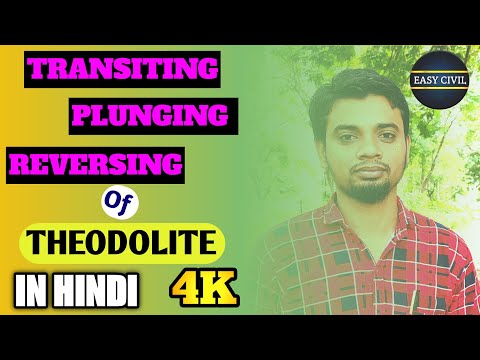 TRANSITING
PLUNGING
REVERSING
Of
THEODOLITE
IN HINDI 4K
EASY CIVIL